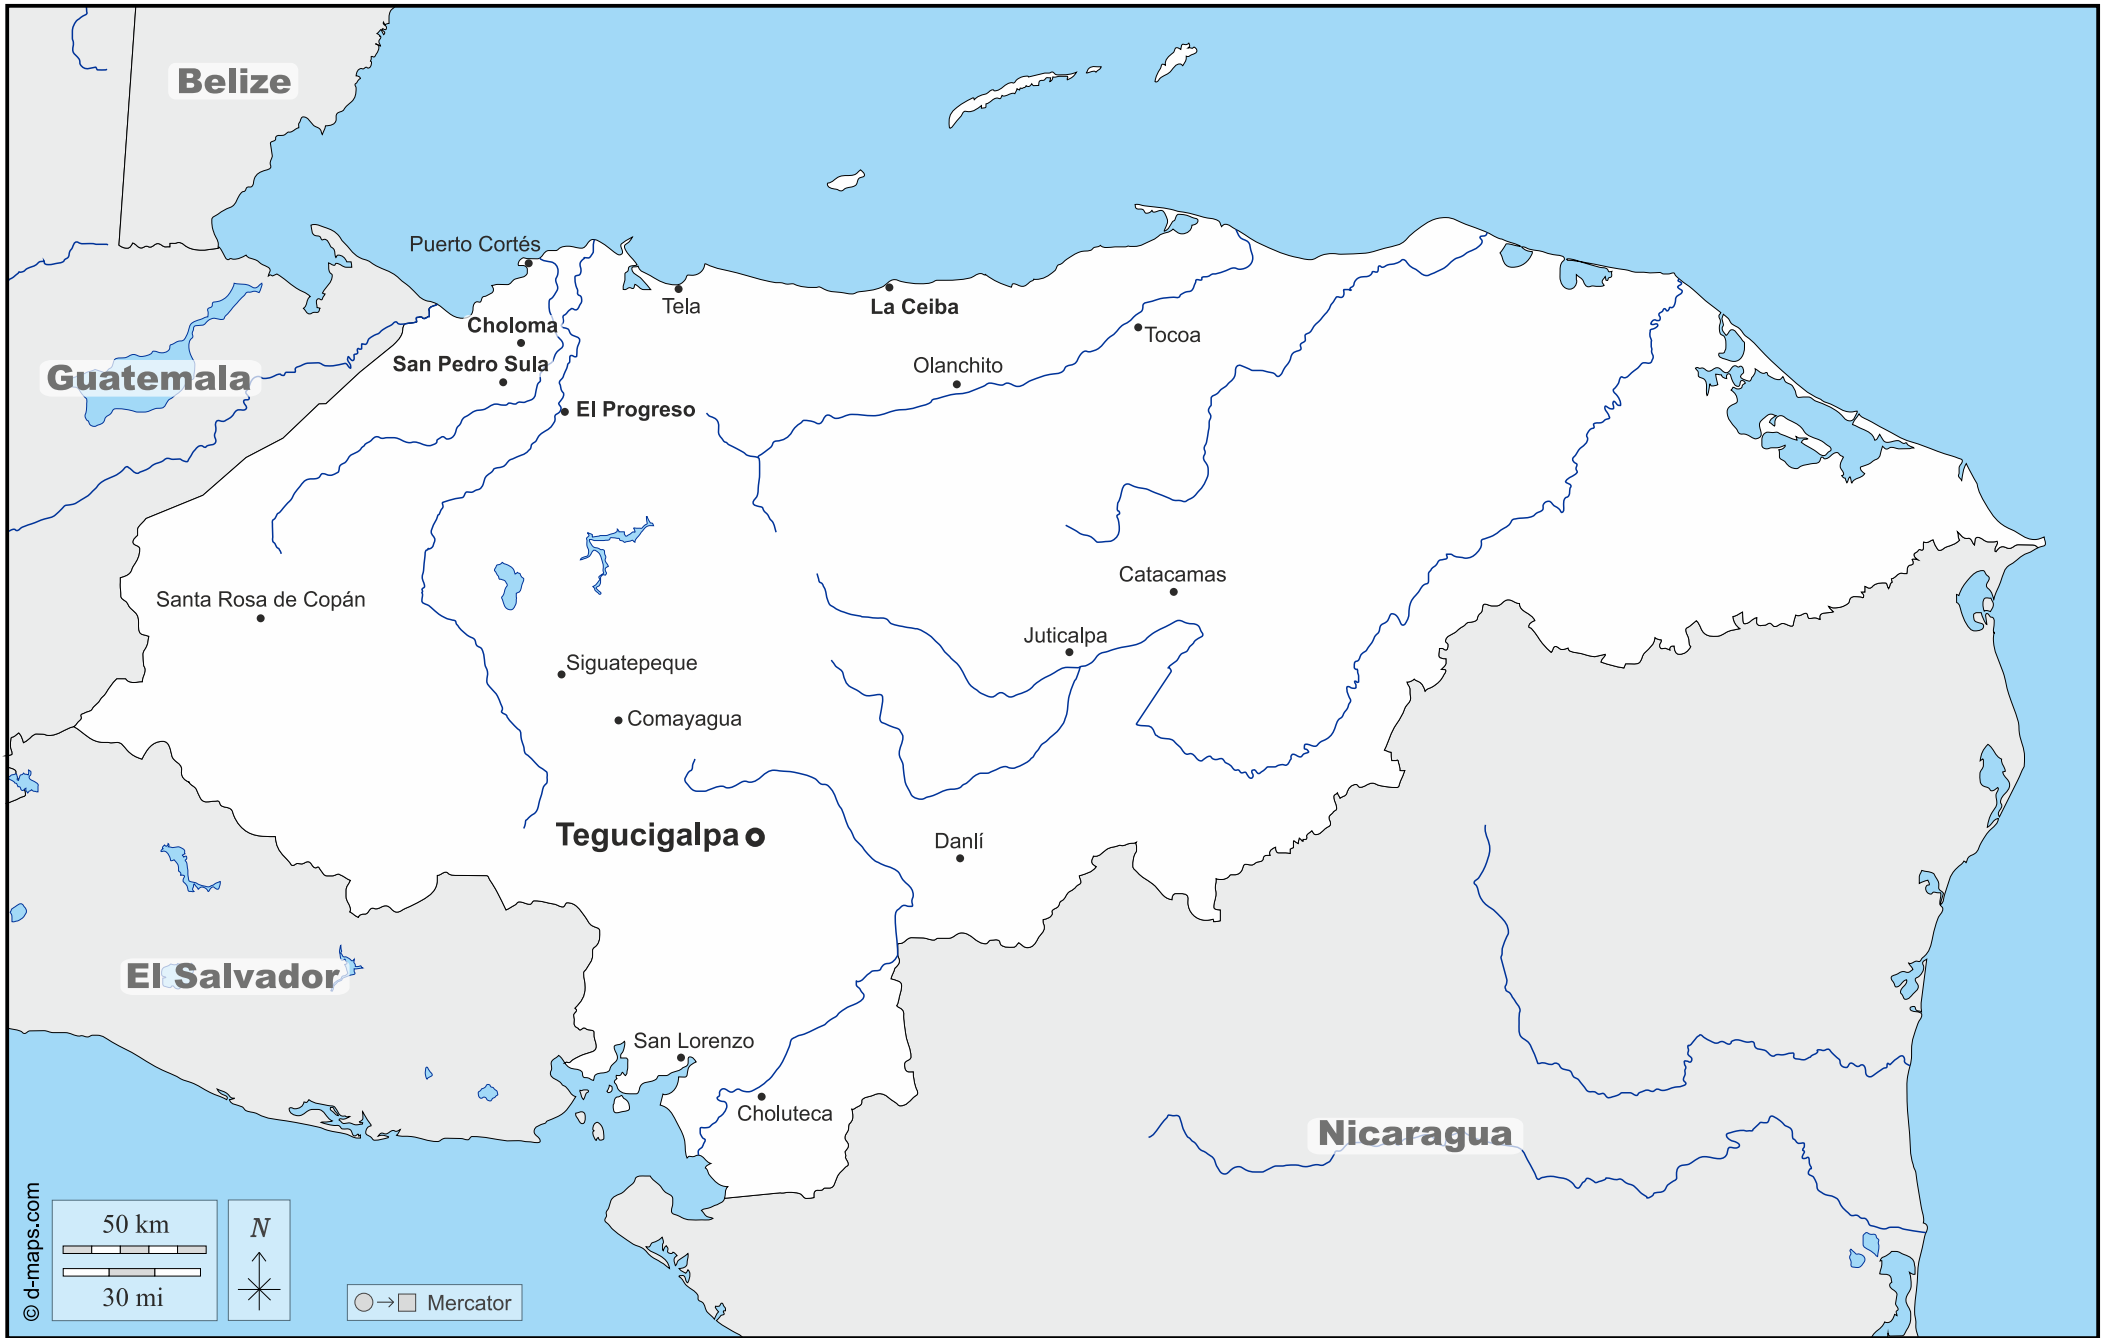 Belize
Puerto Cortés
Tela
La Ceiba
Choloma
Tocoa
San Pedro Sula
Olanchito
Guatemala
El Progreso
Catacamas
Santa Rosa de Copán
Juticalpa
Siguatepeque
Comayagua
Tegucigalpa
Danlí
El Salvador
San Lorenzo
Choluteca
Nicaragua
© d-maps.com
50 km
30 mi
N
Mercator